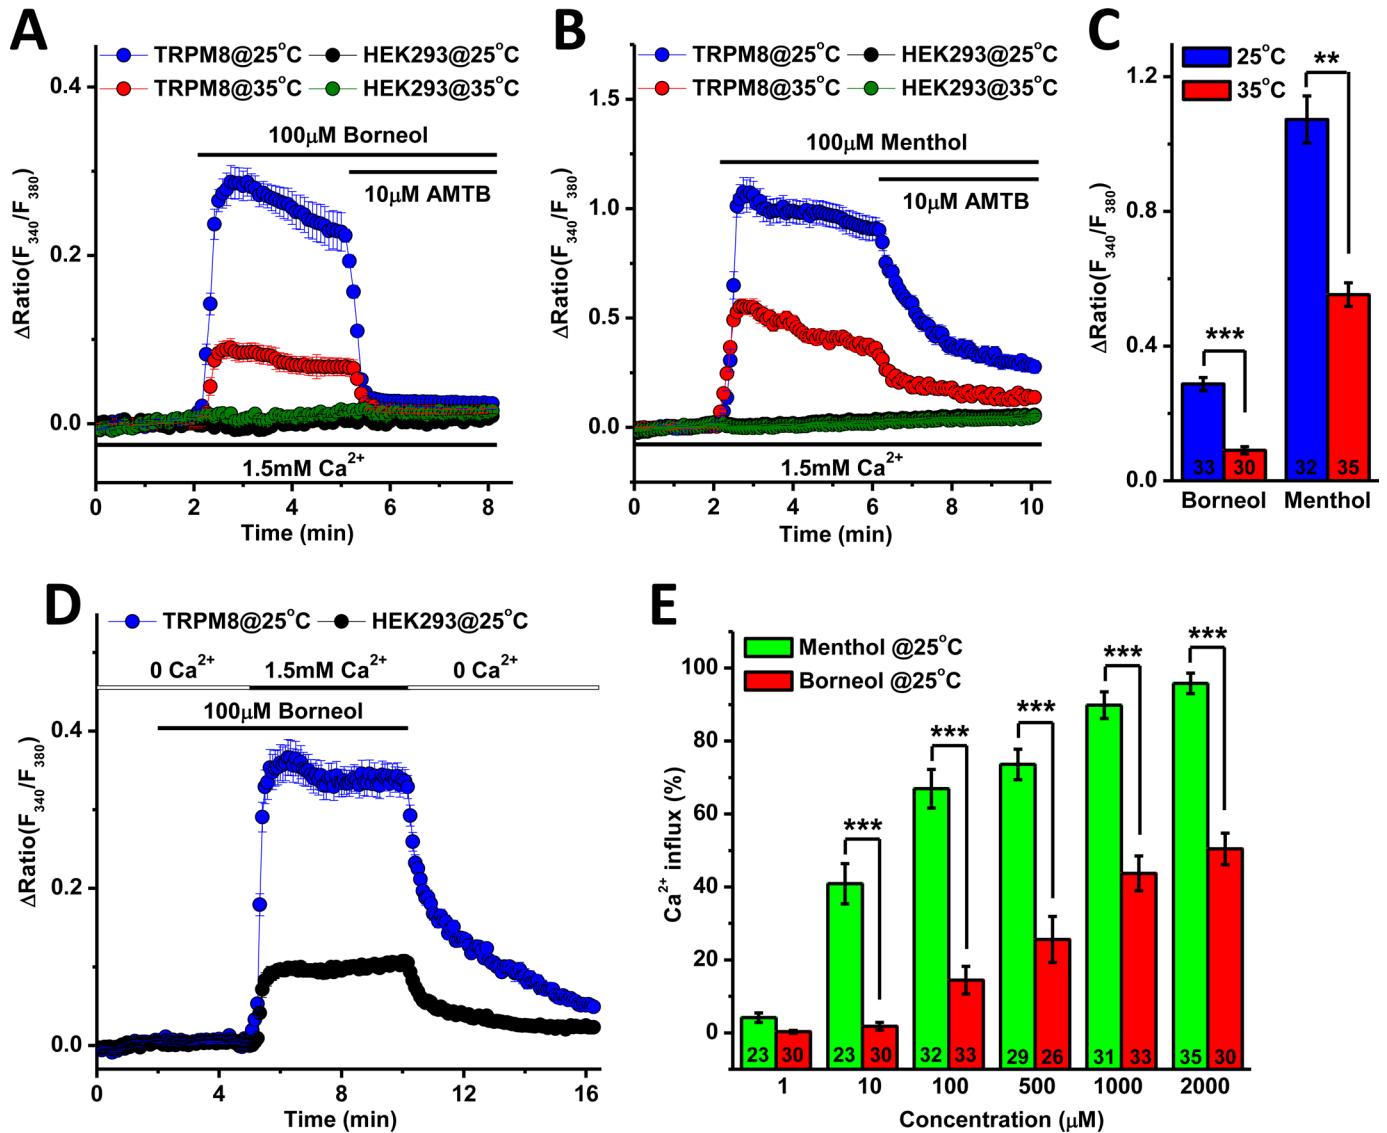 A
TRPM8@25°C
HEK293@25°C
TRPM8@35°C
HEK293@35°C
0.4
0.2
0.0
ΔRatio(F340/F380)
100μM Borneol
10μM AMTB
1.5mM Ca2+
0 2 4 6 8
Time (min)
B
TRPM8@25°C
HEK293@25°C
TRPM8@35°C
HEK293@35°C
1.5
1.0
0.5
0.0
ΔRatio(F340/F380)
100μM Menthol
10μM AMTB
1.5mM Ca2+
0 2 4 6 8 10
Time (min)
C
25°C
35°C
1.2
0.8
0.4
0.0
ΔRatio(F340/F380)
**
***
33 30 32 35
Borneol Menthol
D
TRPM8@25°C
HEK293@25°C
0 Ca2+ 1.5mM Ca2+ 0 Ca2+
100μM Borneol
0.4
0.2
0.0
ΔRatio(F340/F380)
0 4 8 12 16
Time (min)
E
Menthol @25°C
Borneol @25°C
100
80
60
40
20
0
Ca2+ influx (%)
*** *** *** *** ***
23 30 23 30 32 33 29 26 31 33 35 30
1 10 100 500 1000 2000
Concentration (μM)